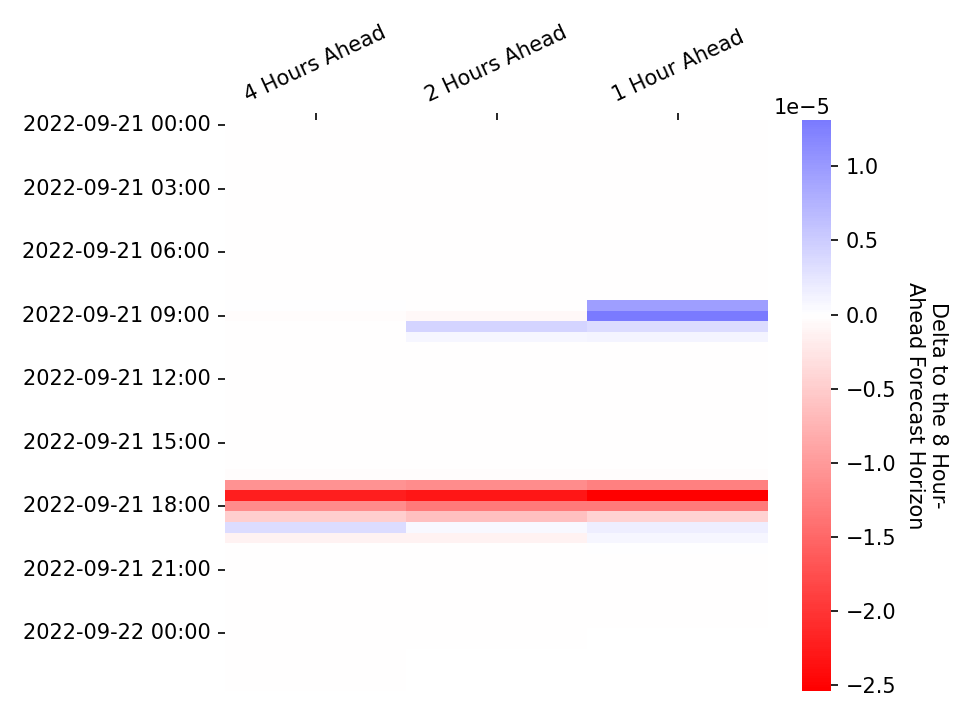 4 Hours Ahead
2 Hours Ahead
1 Hour Ahead
1e−5
2022-09-21 00:00
2022-09-21 03:00
2022-09-21 06:00
2022-09-21 09:00
2022-09-21 12:00
2022-09-21 15:00
2022-09-21 18:00
2022-09-21 21:00
2022-09-22 00:00
1.0
0.5
0.0
−0.5
−1.0
−1.5
−2.0
−2.5
Delta to the 8 Hour-
Ahead Forecast Horizon